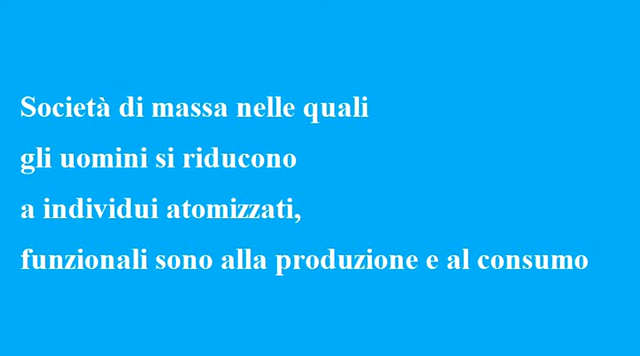 Società di massa nelle quali
gli uomini si riducono
a individui atomizzati,
funzionali sono alla produzione e al consumo